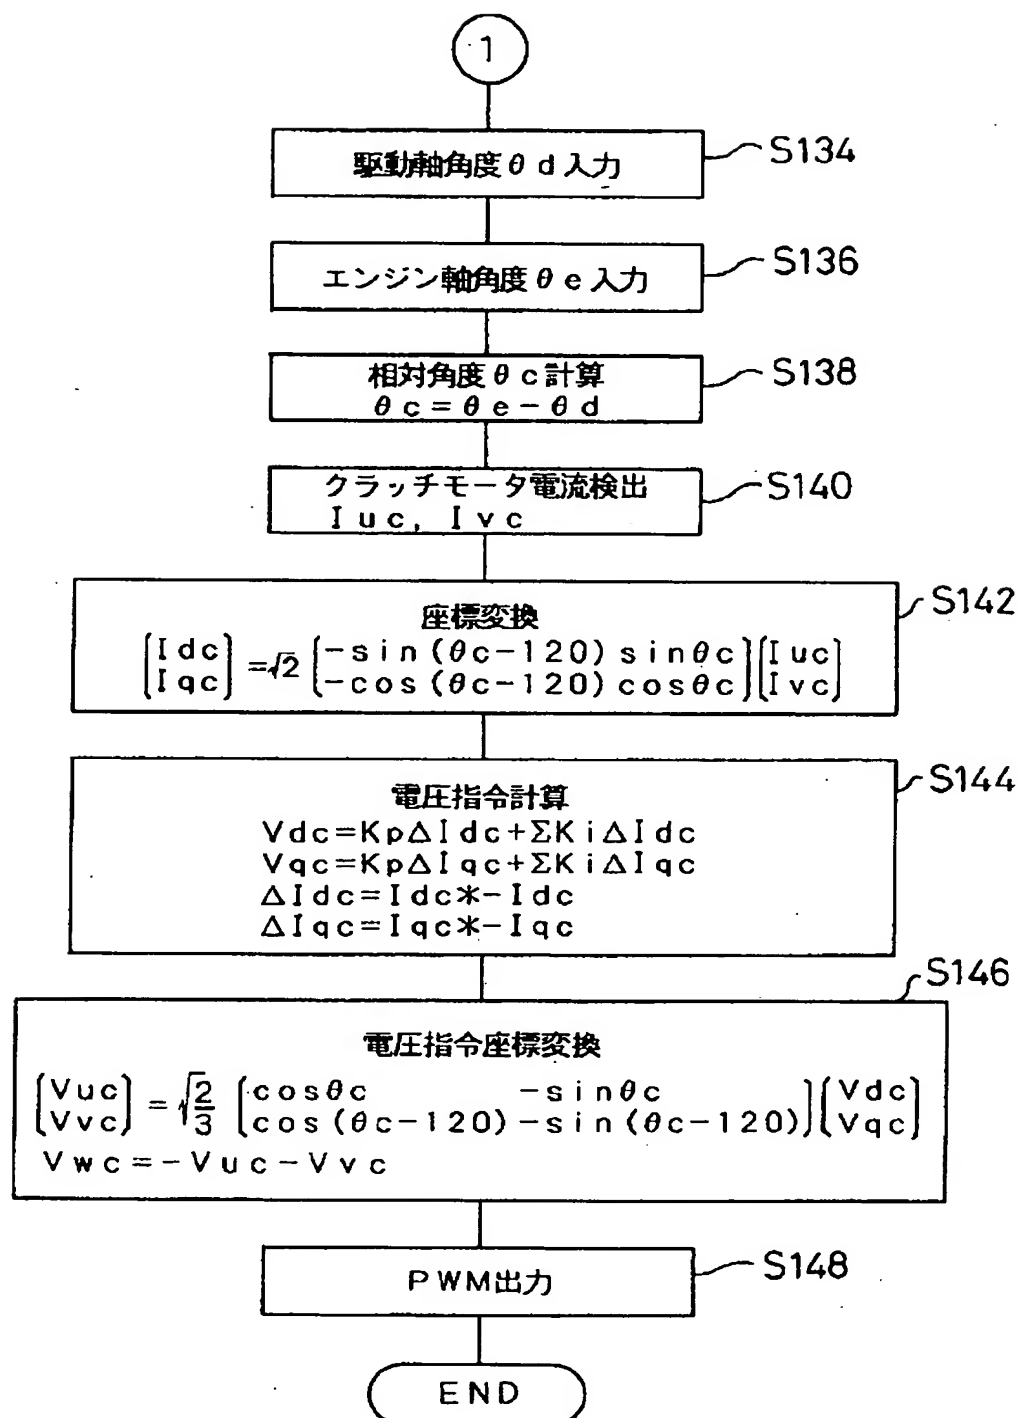 1
駆動軸角度θd入力
S134
エンジン軸角度θe入力
S136
相対角度θc計算
θc=θe-θd
S138
クラッチモータ電流検出
Iuc, Ivc
S140
座標変換
[Idc] =√2 [-sin(θc-120) sinθc][Iuc]
[Iqc] [-cos(θc-120) cosθc][Ivc]
S142
電圧指令計算
Vdc=KpΔIdc+ΣKiΔIdc
Vqc=KpΔIqc+ΣKiΔIqc
ΔIdc=Idc*-Idc
ΔIqc=Iqc*-Iqc
S144
電圧指令座標変換
[Vuc] = √2/3 [cosθc -sinθc][Vdc]
[Vvc] [cos(θc-120) -sin(θc-120)][Vqc]
Vwc=-Vuc-Vvc
S146
PWM出力
S148
END